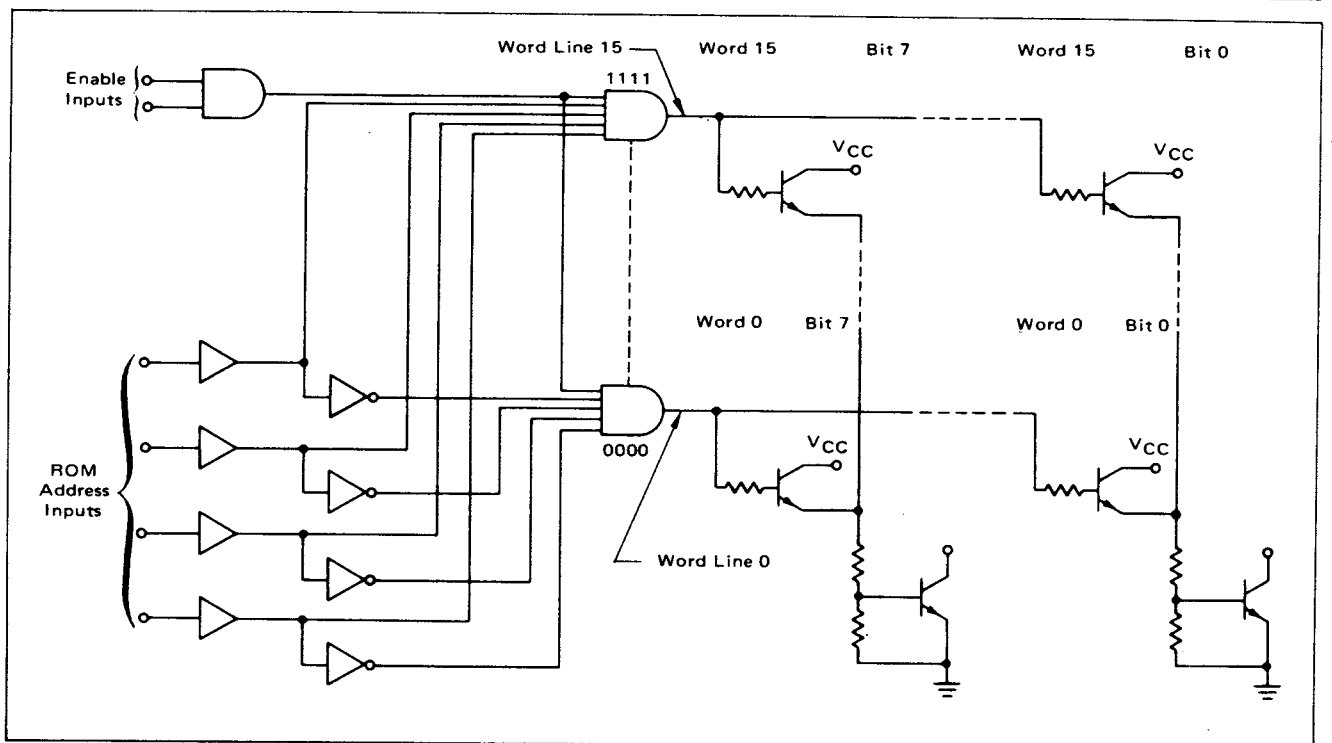 Word Line 15 Word 15 Bit 7 Word 15 Bit 0
Enable
Inputs
1111
VCC VCC
Word 0 Bit 7 Word 0 Bit 0
0000
VCC VCC
ROM
Address
Inputs
Word Line 0